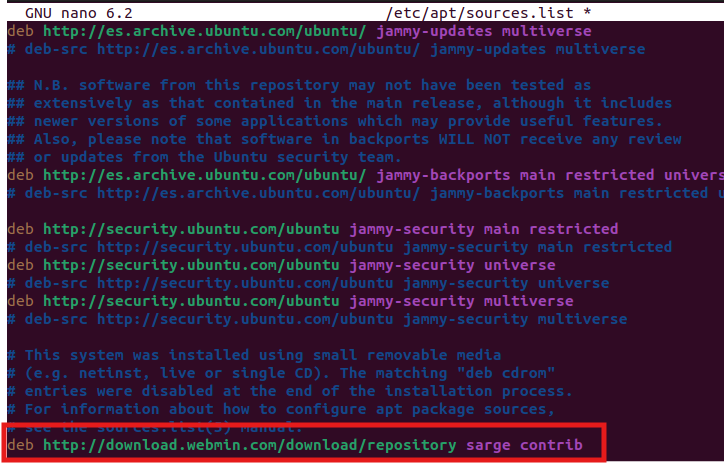 GNU nano 6.2 /etc/apt/sources.list *
deb http://es.archive.ubuntu.com/ubuntu/ jammy-updates multiverse
# deb-src http://es.archive.ubuntu.com/ubuntu/ jammy-updates multiverse
## N.B. software from this repository may not have been tested as
## extensively as that contained in the main release, although it includes
## newer versions of some applications which may provide useful features.
## Also, please note that software in backports WILL NOT receive any review
## or updates from the Ubuntu security team.
deb http://es.archive.ubuntu.com/ubuntu/ jammy-backports main restricted univers
# deb-src http://es.archive.ubuntu.com/ubuntu/ jammy-backports main restricted u
deb http://security.ubuntu.com/ubuntu jammy-security main restricted
# deb-src http://security.ubuntu.com/ubuntu jammy-security main restricted
deb http://security.ubuntu.com/ubuntu jammy-security universe
# deb-src http://security.ubuntu.com/ubuntu jammy-security universe
deb http://security.ubuntu.com/ubuntu jammy-security multiverse
# deb-src http://security.ubuntu.com/ubuntu jammy-security multiverse
# This system was installed using small removable media
# (e.g. netinst, live or single CD). The matching "deb cdrom"
# entries were disabled at the end of the installation process.
# For information about how to configure apt package sources,
# see the sources.list(5) manual.
deb http://download.webmin.com/download/repository sarge contrib